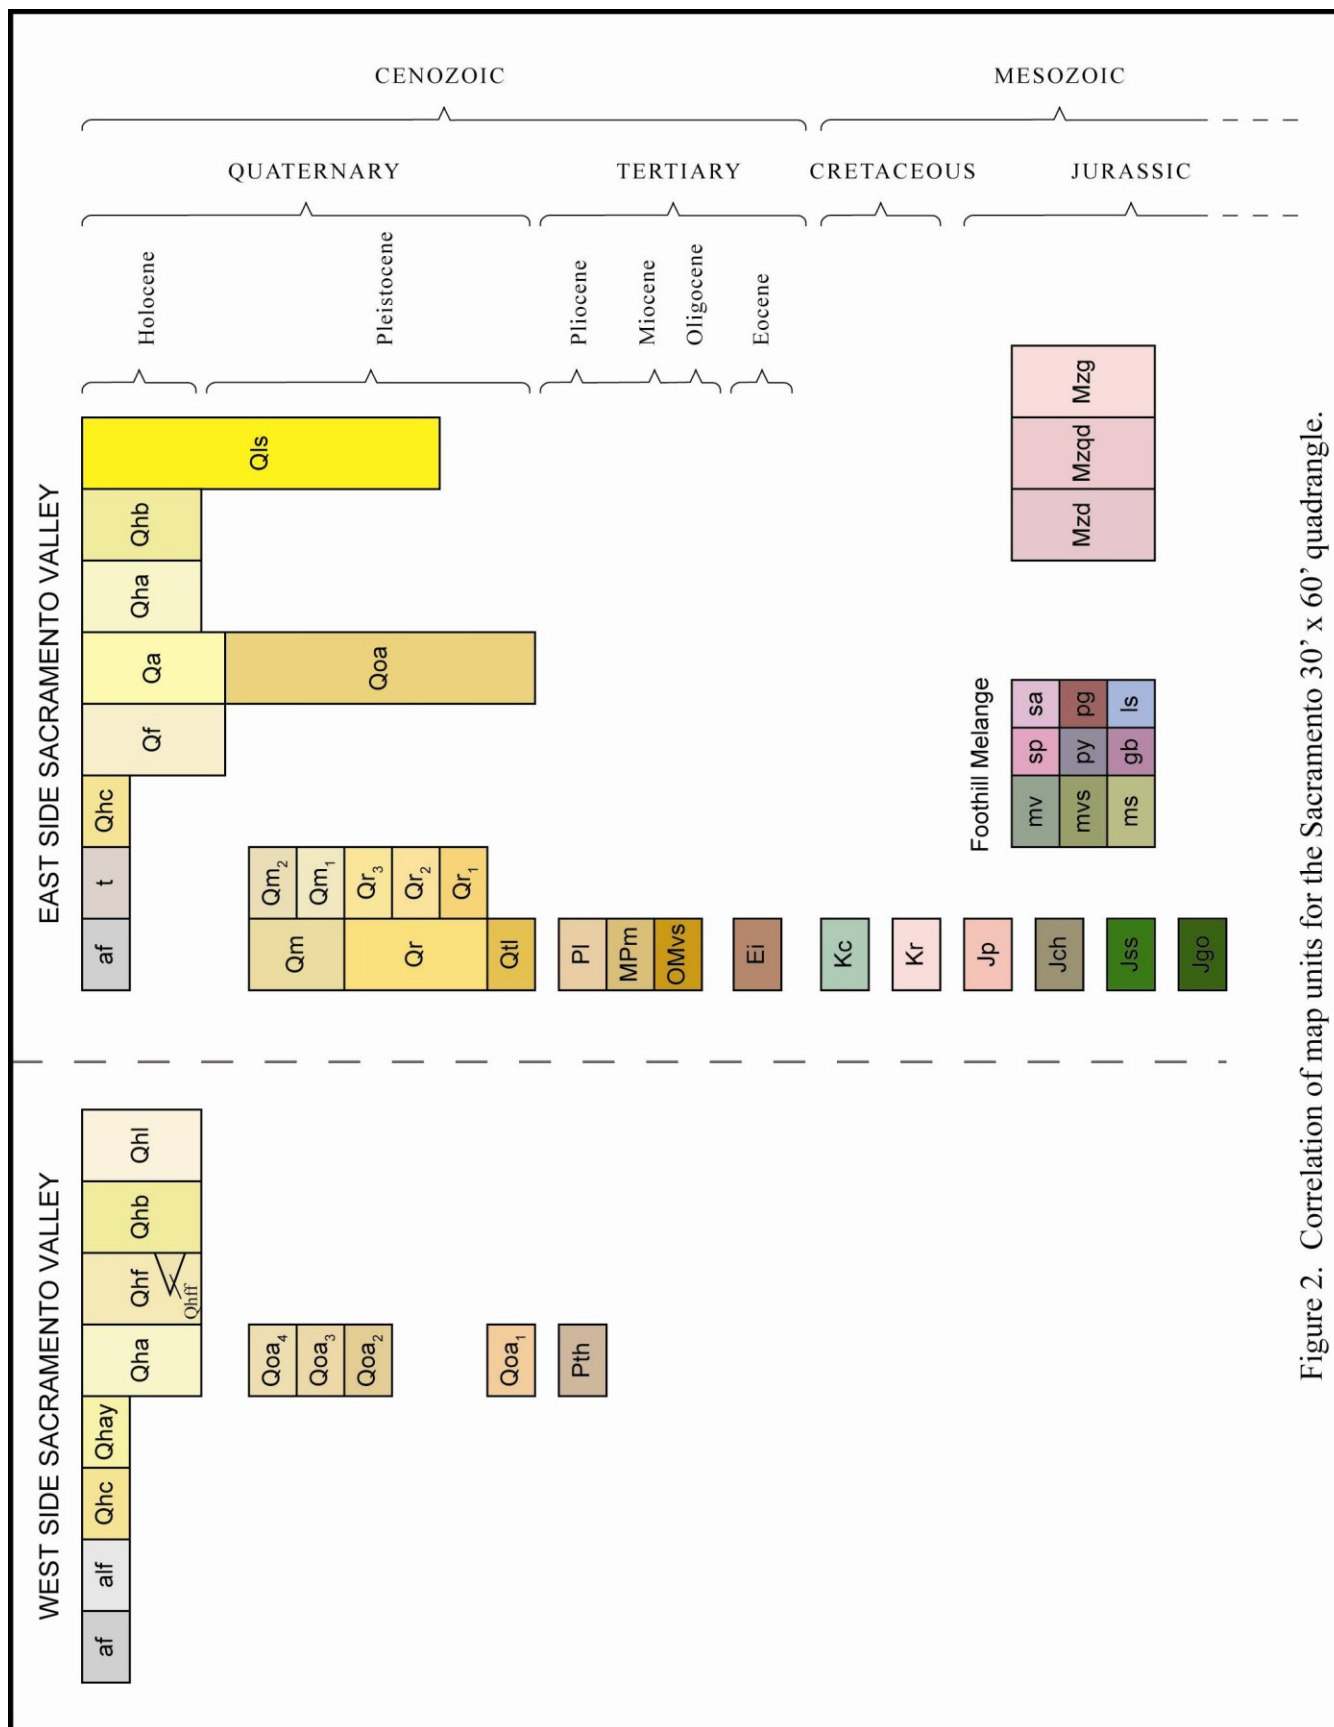 WEST SIDE SACRAMENTO VALLEY
EAST SIDE SACRAMENTO VALLEY
af
alf
Qhc
Qhay
Qha
Qhf
Qhff
Qhb
Qhl
Qoa4
Qoa3
Qoa2
Qoa1
Pth
af
t
Qhc
Qf
Qa
Qha
Qhb
Qls
Qoa
Qm
Qm2
Qm1
Qr
Qr3
Qr2
Qr1
Qtl
Pl
MPm
OMvs
Ei
Kc
Kr
Jp
Jch
Jss
Jgo
Foothill Melange
mv
sp
sa
mvs
py
pg
ms
gb
ls
Mzd
Mzqd
Mzg
Holocene
Pleistocene
Pliocene
Miocene
Oligocene
Eocene
QUATERNARY
TERTIARY
CRETACEOUS
JURASSIC
CENOZOIC
MESOZOIC
Figure 2. Correlation of map units for the Sacramento 30’ x 60’ quadrangle.